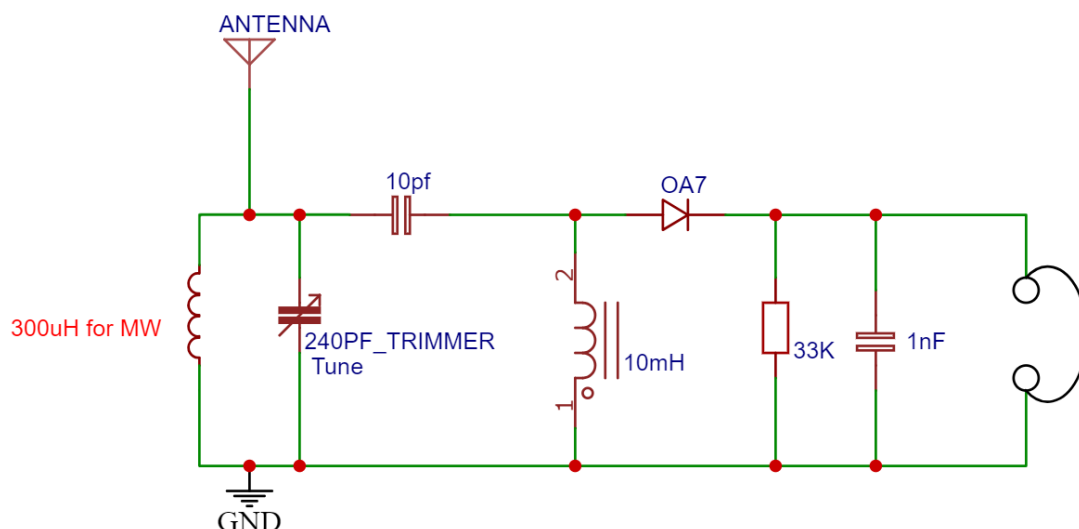 ANTENNA
10pf
OA7
2
300uH for MW
240PF_TRIMMER
Tune
10mH
33K
1nF
1
GND